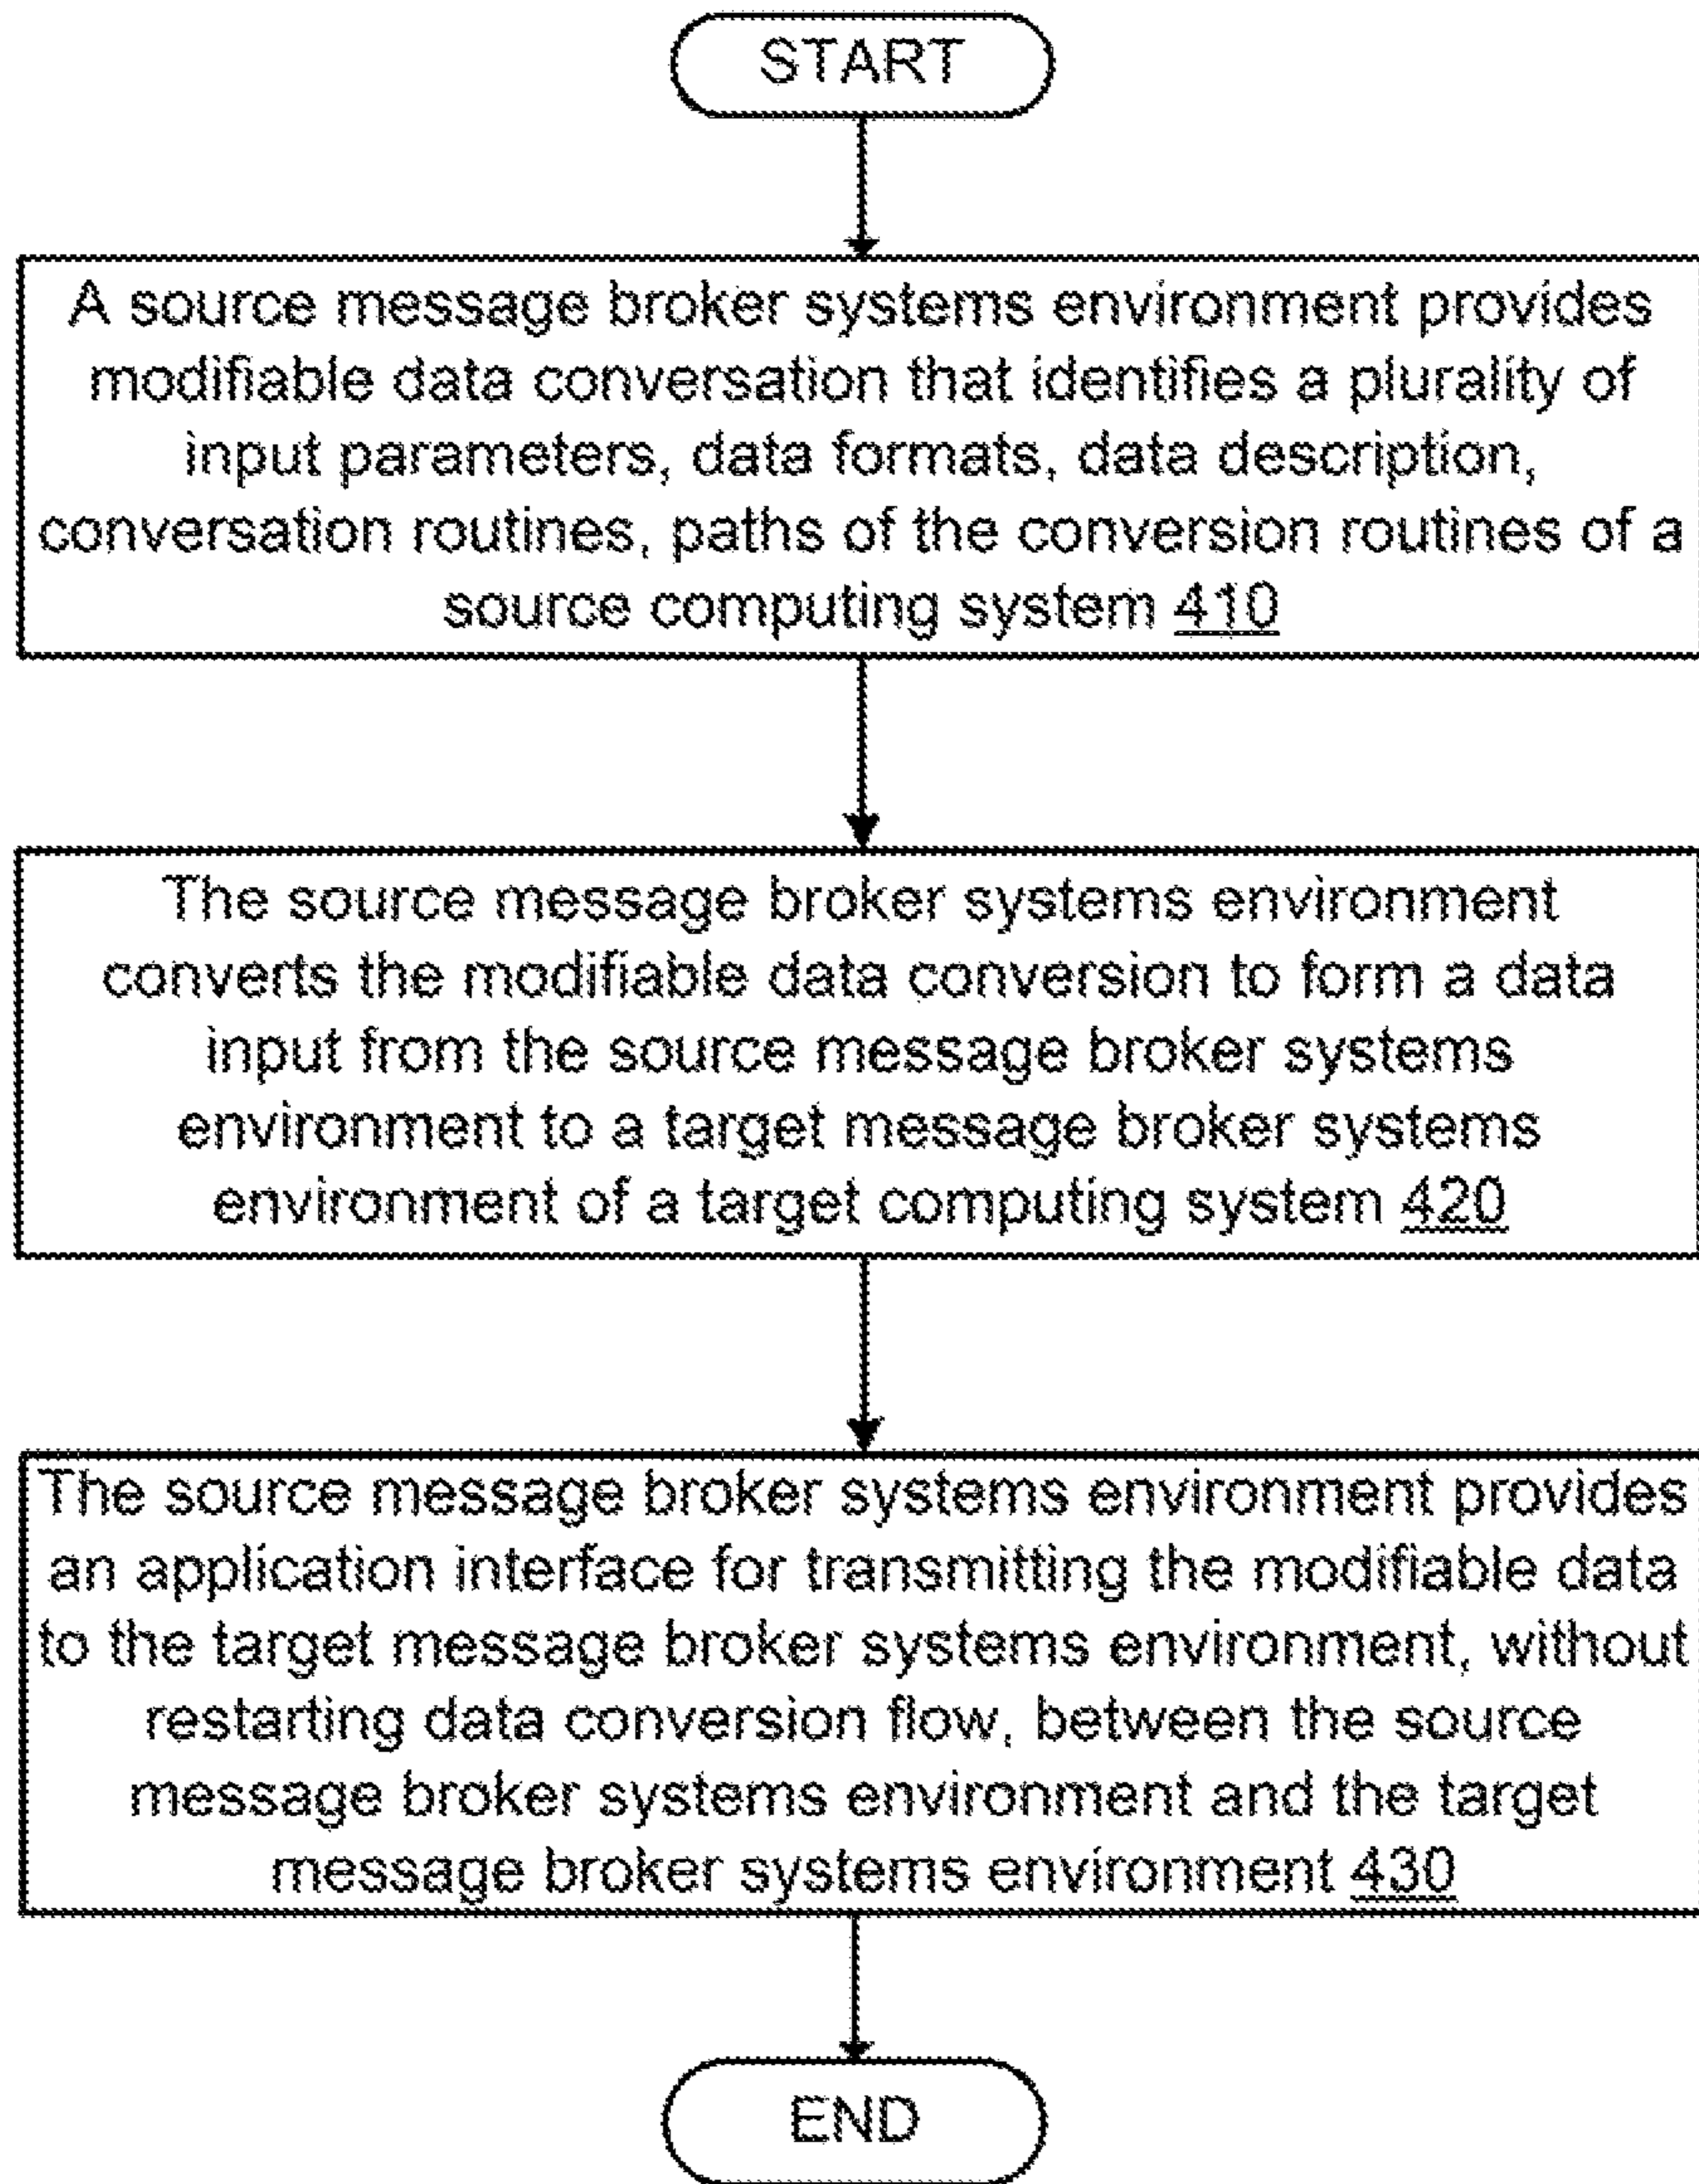 START
A source message broker systems environment provides
modifiable data conversation that identifies a plurality of
input parameters, data formats, data description,
conversation routines, paths of the conversion routines of a
source computing system 410
The source message broker systems environment
converts the modifiable data conversion to form a data
input from the source message broker systems
environment to a target message broker systems
environment of a target computing system 420
The source message broker systems environment provides
an application interface for transmitting the modifiable data
to the target message broker systems environment, without
restarting data conversion flow, between the source
message broker systems environment and the target
message broker systems environment 430
END